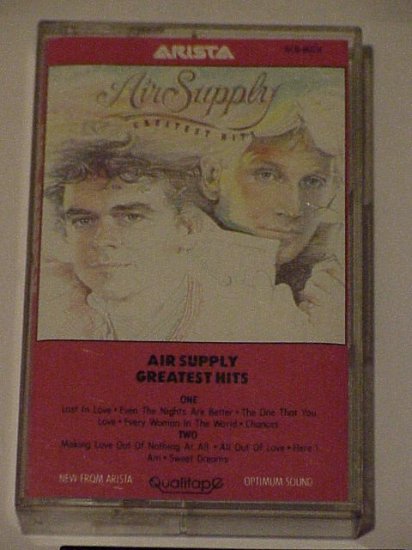 ARISTA
Air Supply
GREATEST HITS
AIR SUPPLY
GREATEST HITS
ONE
Lost In Love • Even The Nights Are Better • The One That You
Love • Every Woman In The World • Chances
TWO
Making Love Out Of Nothing At All • All Out Of Love • Here I
Am • Sweet Dreams
NEW FROM ARISTA
Qualitape
OPTIMUM SOUND